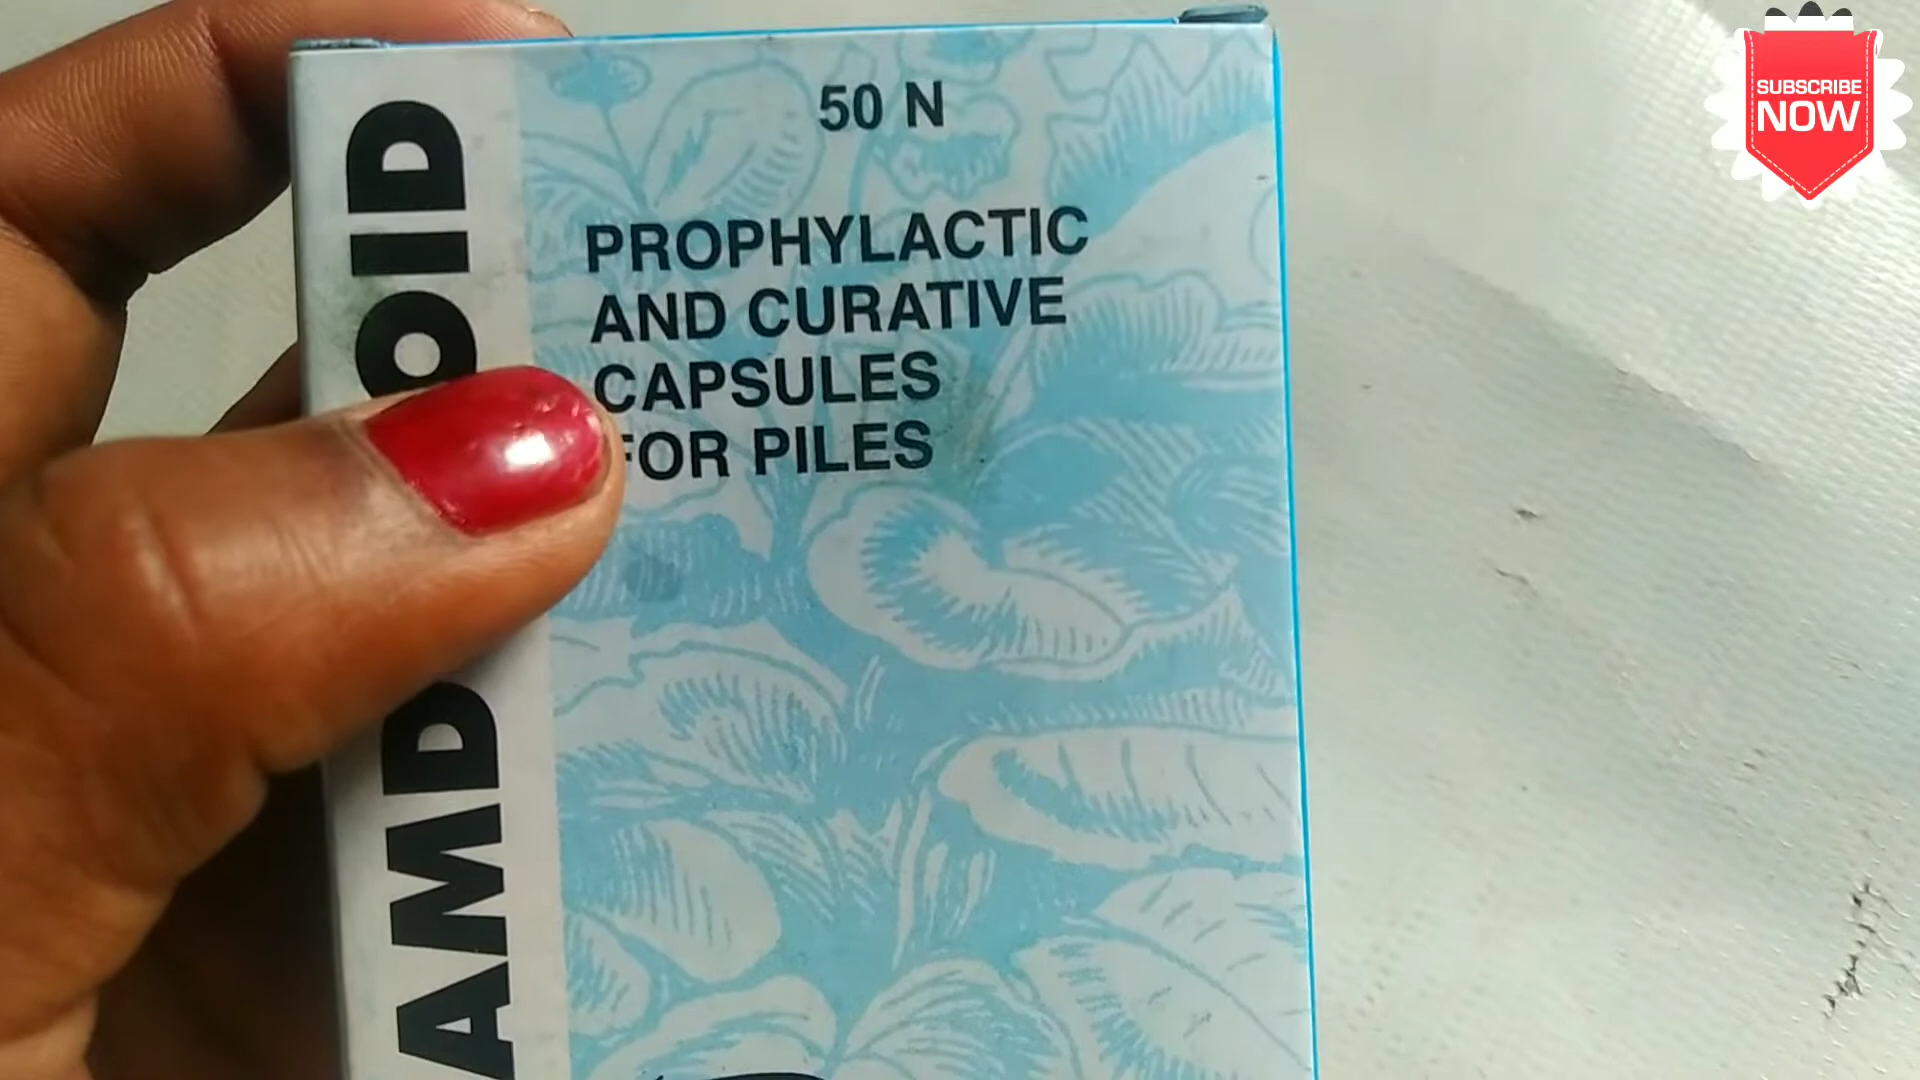 50 N
PROPHYLACTIC
AND CURATIVE
CAPSULES
FOR PILES
SUBSCRIBE
NOW